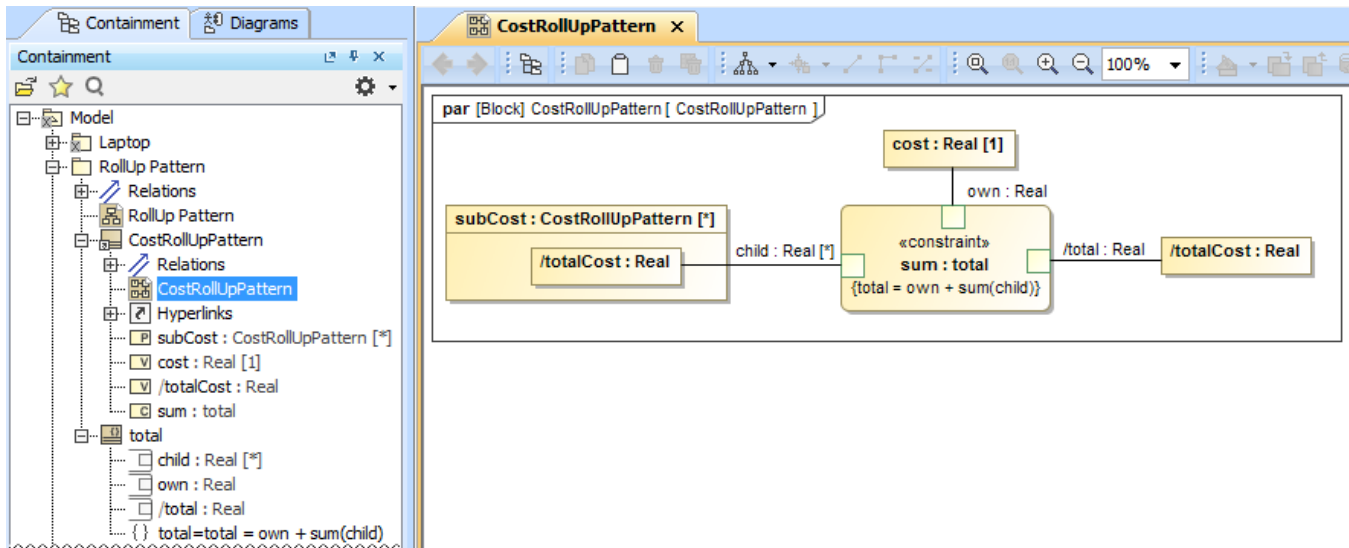 Containment
Diagrams
Containment
Model
Laptop
RollUp Pattern
Relations
RollUp Pattern
CostRollUpPattern
Relations
CostRollUpPattern
Hyperlinks
P subCost : CostRollUpPattern [*]
V cost : Real [1]
V /totalCost : Real
C sum : total
total
child : Real [*]
own : Real
/total : Real
{ } total=total = own + sum(child)
CostRollUpPattern
100%
par [Block] CostRollUpPattern [ CostRollUpPattern ]
cost : Real [1]
own : Real
subCost : CostRollUpPattern [*]
/totalCost : Real
child : Real [*]
«constraint»
sum : total
{total = own + sum(child)}
/total : Real
/totalCost : Real